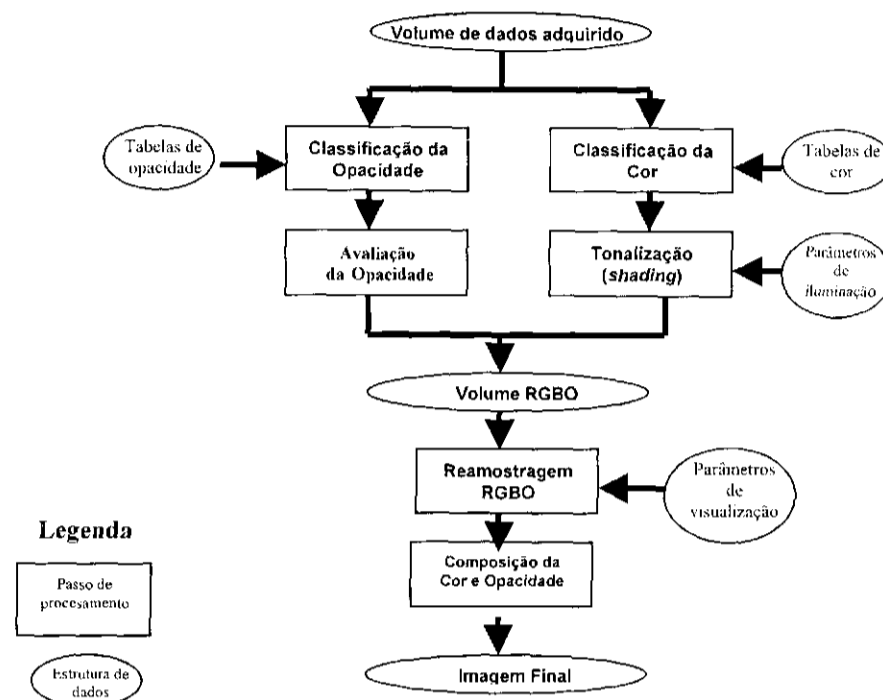 Volume de dados adquirido
Tabelas de
opacidade
Classificação da
Opacidade
Classificação da
Cor
Tabelas de
cor
Avaliação
da Opacidade
Tonalização
(shading)
Parâmetros
de
iluminação
Volume RGBO
Reamostragem
RGBO
Parâmetros
de
visualização
Composição da
Cor e Opacidade
Imagem Final
Legenda
Passo de
procesamento
Estrutura de
dados